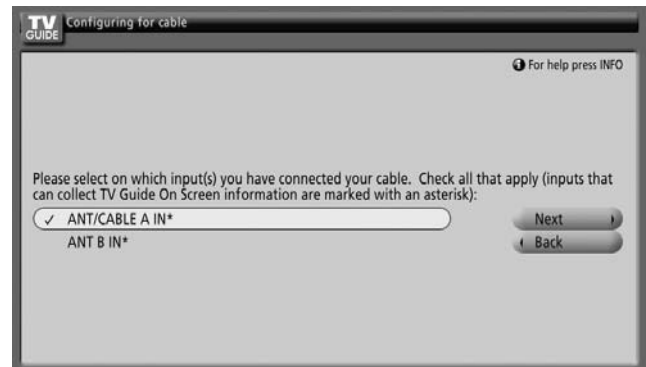 TV
GUIDE
Configuring for cable
i For help press INFO
Please select on which input(s) you have connected your cable. Check all that apply (inputs that
can collect TV Guide On Screen information are marked with an asterisk):
✓ ANT/CABLE A IN*
Next
ANT B IN*
Back